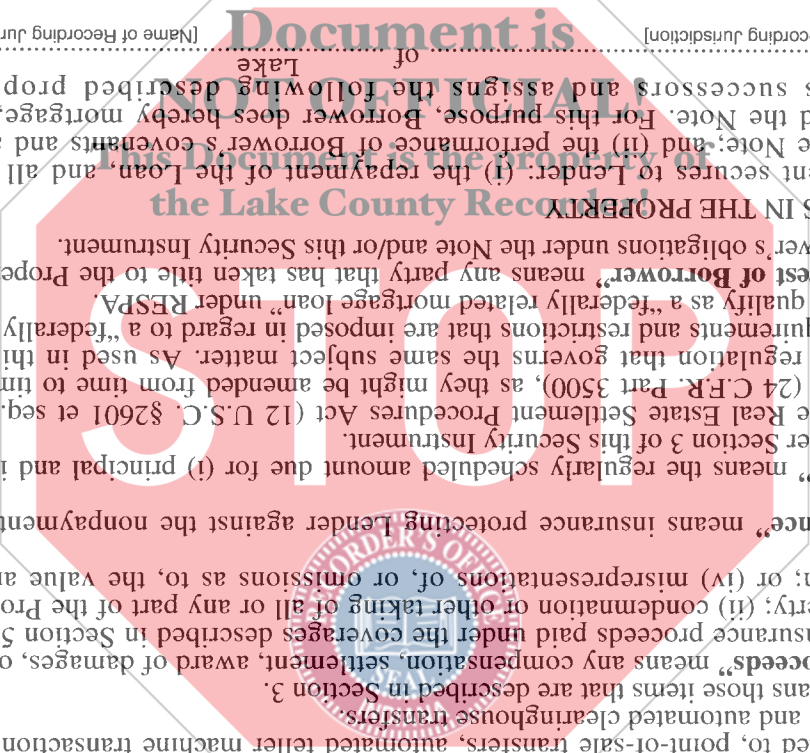 Document is
NOT OFFICIAL!
This Document is the property of
the Lake County Recorder!
STOP
RECORDER'S OFFICE
SEAL
INDIANA
ed to, point-of-sale transfers, automated teller machine transaction
and automated clearinghouse transfers.
ans those items that are described in Section 3.
oceeds" means any compensation, settlement, award of damages, o
nsurance proceeds paid under the coverages described in Section 5
erty; (ii) condemnation or other taking of all or any part of the Pro
n; or (iv) misrepresentations of, or omissions as to, the value a
nce" means insurance protecting Lender against the nonpayment
" means the regularly scheduled amount due for (i) principal and i
er Section 3 of this Security Instrument.
e Real Estate Settlement Procedures Act (12 U.S.C. §2601 et seq.
(24 C.F.R. Part 3500), as they might be amended from time to tim
regulation that governs the same subject matter. As used in thi
quirements and restrictions that are imposed in regard to a "federally
qualify as a "federally related mortgage loan" under RESPA.
est of Borrower" means any party that has taken title to the Prope
ver's obligations under the Note and/or this Security Instrument.
S IN THE PROPERTY
ent secures to Lender: (i) the repayment of the Loan, and all
e Note; and (ii) the performance of Borrower's covenants and
d the Note. For this purpose, Borrower does hereby mortgage,
s successors and assigns the following described prop
of Lake
ecording Jurisdiction] [Name of Recording Jur